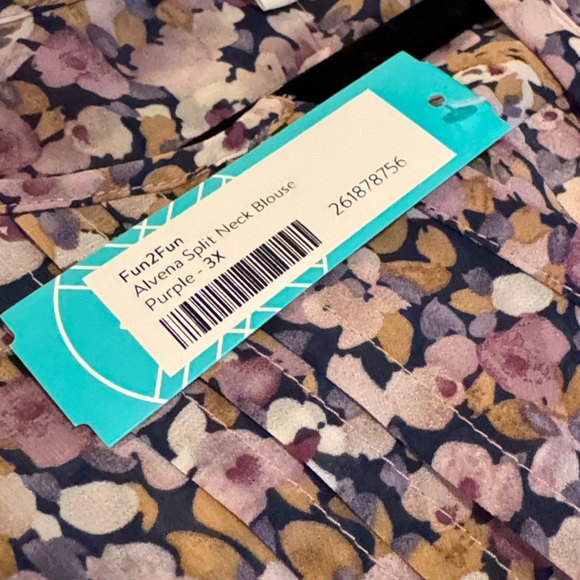 Fun2Fun
Alvena Split Neck Blouse
Purple - 3X
261878756